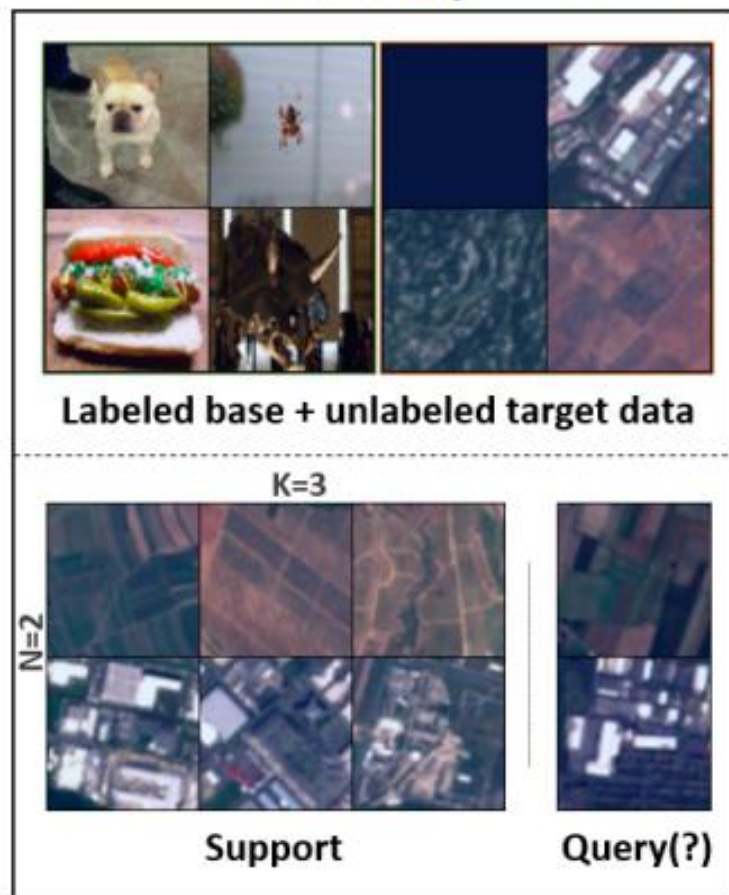 Labeled base + unlabeled target data
K=3
N=2
Support
Query(?)